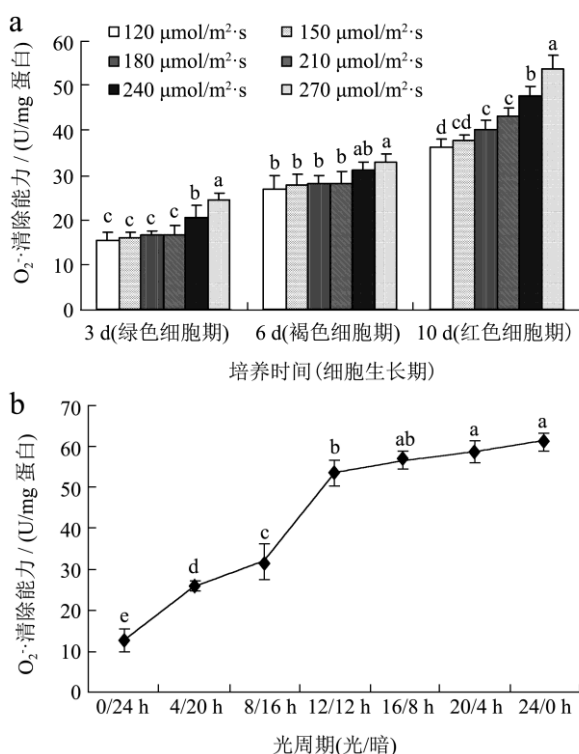 a
120 μmol/m²·s 150 μmol/m²·s
180 μmol/m²·s 210 μmol/m²·s
240 μmol/m²·s 270 μmol/m²·s
O₂⁻·清除能力 / (U/mg 蛋白)
60
50
40
30
20
10
0
c c c c b a
b b b b ab a
d cd c c b a
3 d(绿色细胞期) 6 d(褐色细胞期) 10 d(红色细胞期)
培养时间(细胞生长期)
b
O₂⁻·清除能力 / (U/mg 蛋白)
70
60
50
40
30
20
10
0
e d c b ab a a
0/24 h 4/20 h 8/16 h 12/12 h 16/8 h 20/4 h 24/0 h
光周期(光/暗)